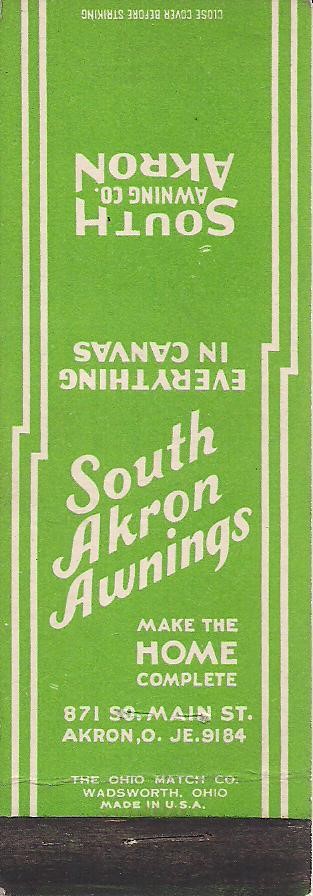 CLOSE COVER BEFORE STRIKING
SOUTH
AWNING CO.
AKRON
EVERYTHING
IN CANVAS
South
Akron
Awnings
MAKE THE
HOME
COMPLETE
871 SO. MAIN ST.
AKRON, O. JE. 9184
THE OHIO MATCH CO.
WADSWORTH, OHIO
MADE IN U.S.A.